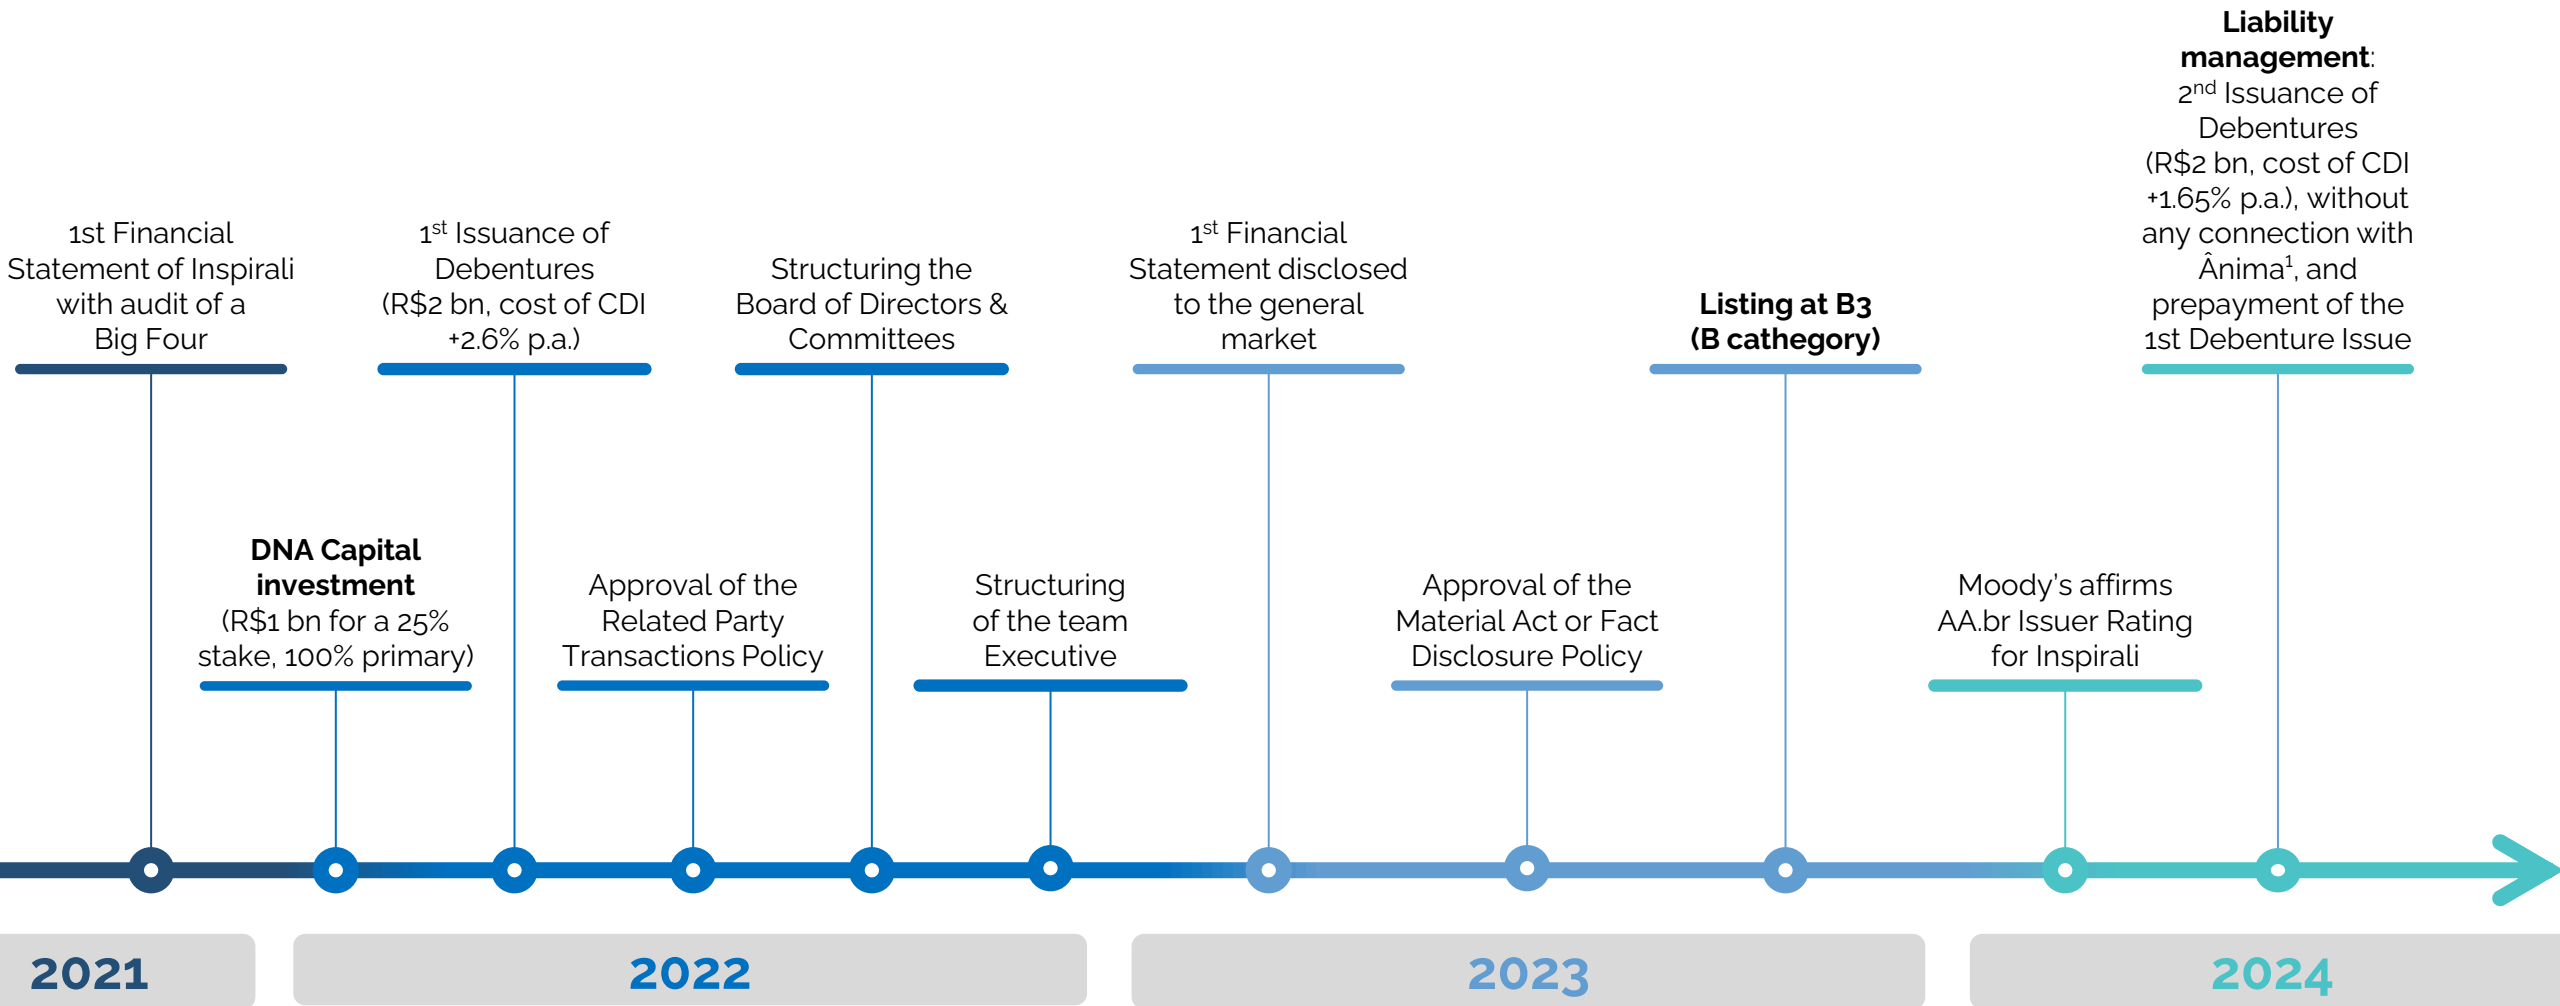 1st Financial
Statement of Inspirali
with audit of a
Big Four
DNA Capital
investment
(R$1 bn for a 25%
stake, 100% primary)
1st Issuance of
Debentures
(R$2 bn, cost of CDI
+2.6% p.a.)
Approval of the
Related Party
Transactions Policy
Structuring the
Board of Directors &
Committees
Structuring
of the team
Executive
1st Financial
Statement disclosed
to the general
market
Approval of the
Material Act or Fact
Disclosure Policy
Listing at B3
(B cathegory)
Moody's affirms
AA.br Issuer Rating
for Inspirali
Liability
management:
2nd Issuance of
Debentures
(R$2 bn, cost of CDI
+1.65% p.a.), without
any connection with
Ânima1, and
prepayment of the
1st Debenture Issue
2021
2022
2023
2024